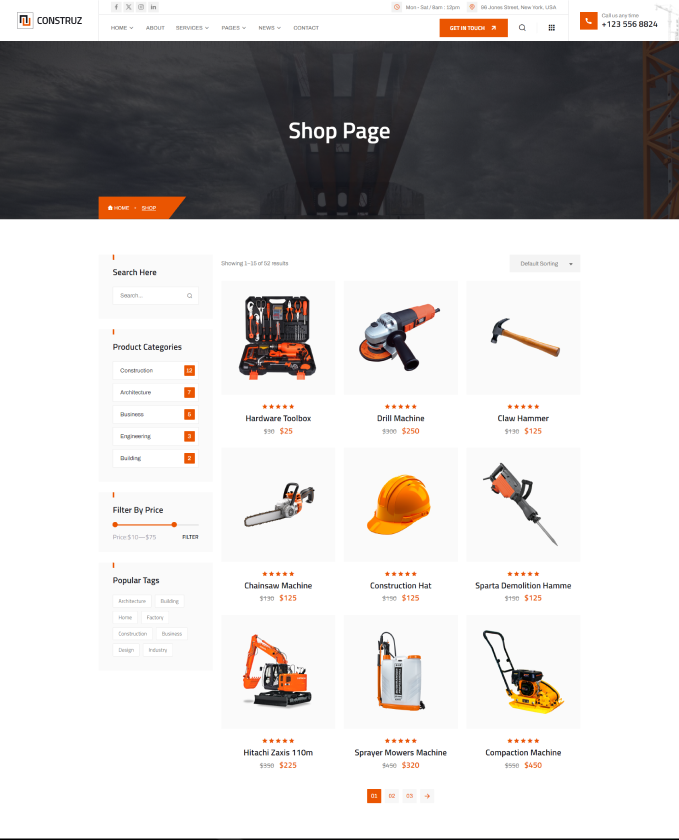 CONSTRUZ
Mon - Sat / 8am : 12pm
96 Jones Street, New York, USA
HOME
ABOUT
SERVICES
PAGES
NEWS
CONTACT
GET IN TOUCH
Call us any time
+123 556 8824
Shop Page
HOME
SHOP
Search Here
Search...
Product Categories
Construction 12
Architecture 7
Business 5
Engineering 3
Building 2
Filter By Price
Price:$10—$75 FILTER
Popular Tags
Architecture Building
Home Factory
Construction Business
Design Industry
Showing 1–15 of 52 results
Default Sorting
Hardware Toolbox
$30 $25
Drill Machine
$300 $250
Claw Hammer
$130 $125
Chainsaw Machine
$130 $125
Construction Hat
$150 $125
Sparta Demolition Hamme
$150 $125
Hitachi Zaxis 110m
$350 $225
Sprayer Mowers Machine
$450 $320
Compaction Machine
$550 $450
01 02 03